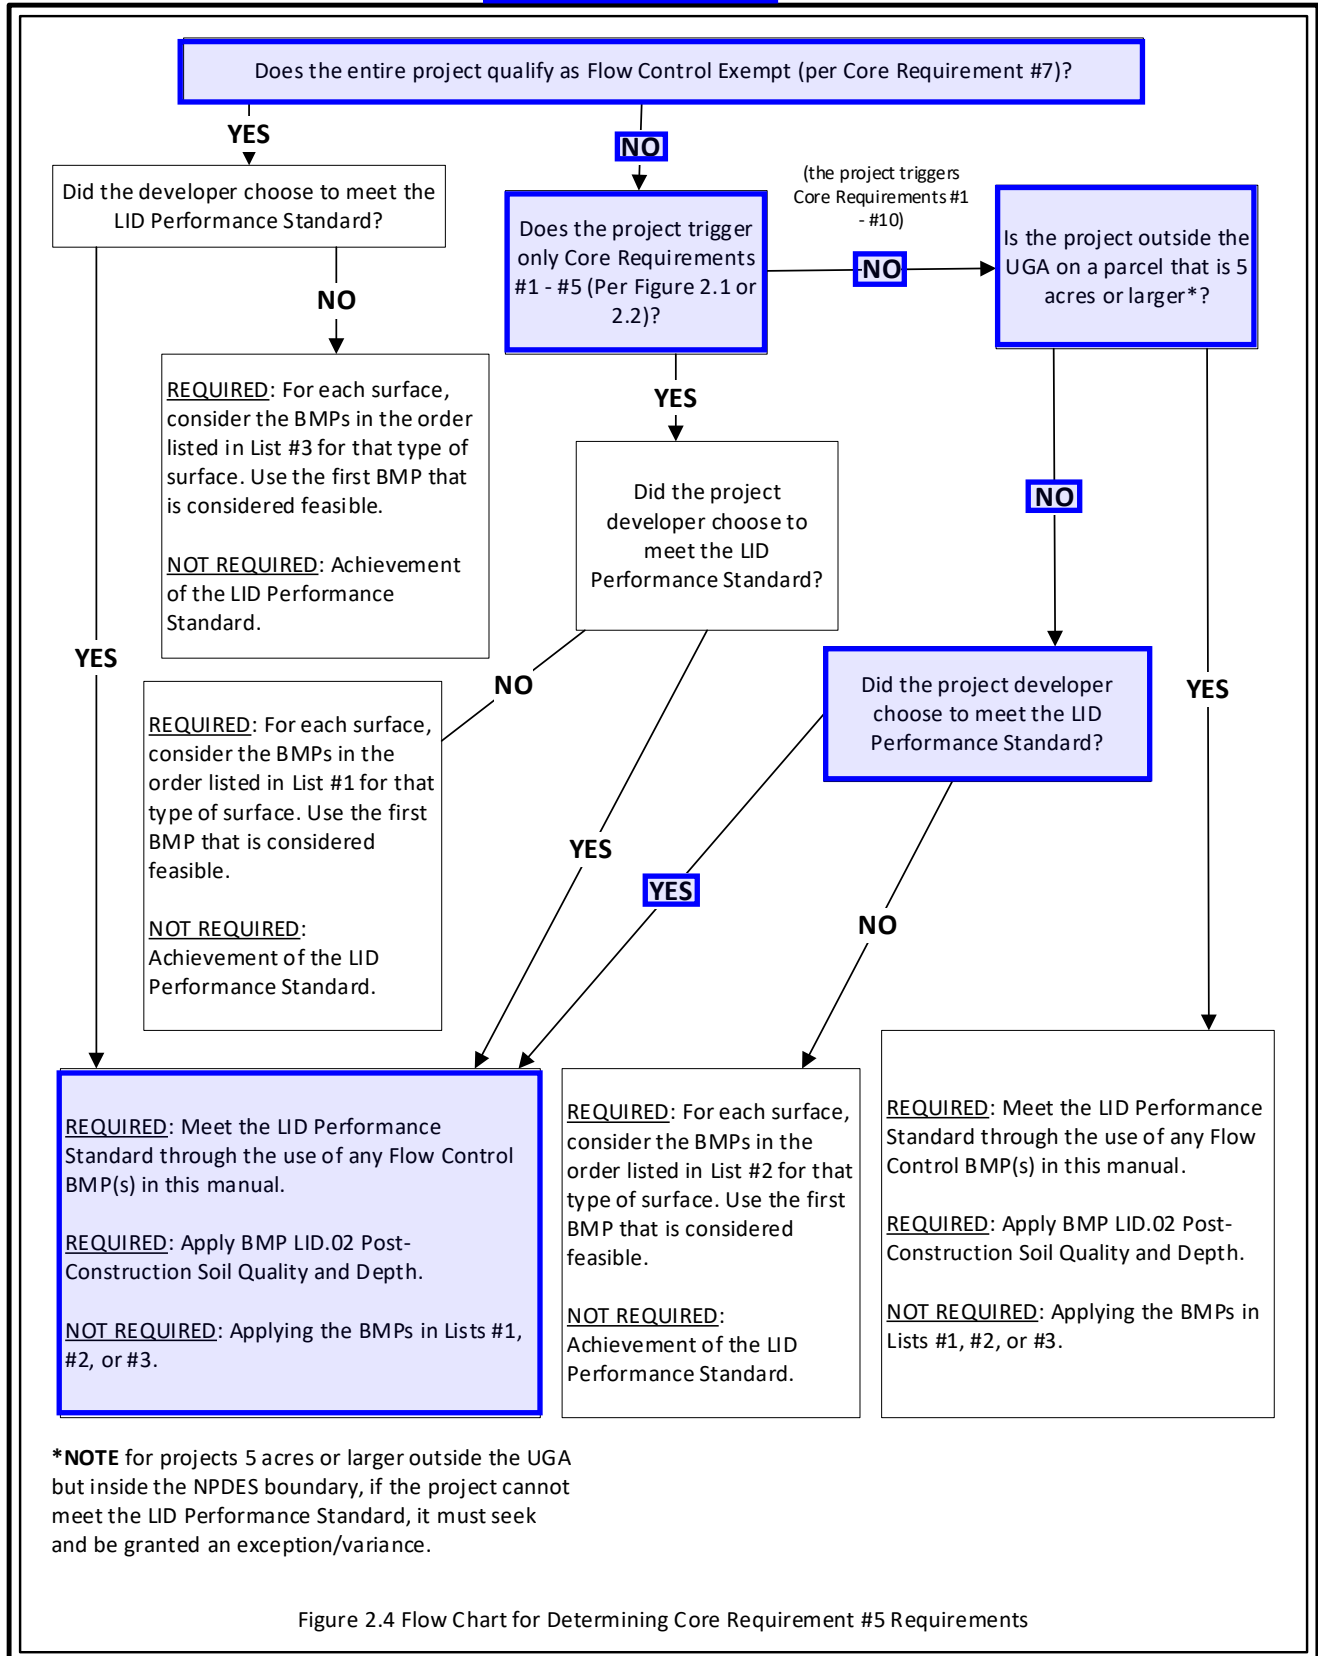 Does the entire project qualify as Flow Control Exempt (per Core Requirement #7)?
YES
NO
Did the developer choose to meet the
LID Performance Standard?
NO
REQUIRED: For each surface,
consider the BMPs in the order
listed in List #3 for that type of
surface. Use the first BMP that
is considered feasible.
NOT REQUIRED: Achievement
of the LID Performance
Standard.
YES
Does the project trigger
only Core Requirements
#1 - #5 (Per Figure 2.1 or
2.2)?
(the project triggers
Core Requirements #1
- #10)
NO
Is the project outside the
UGA on a parcel that is 5
acres or larger*?
YES
Did the project
developer choose to
meet the LID
Performance Standard?
NO
REQUIRED: For each surface,
consider the BMPs in the
order listed in List #1 for that
type of surface. Use the first
BMP that is considered
feasible.
NOT REQUIRED:
Achievement of the LID
Performance Standard.
YES
NO
YES
Did the project developer
choose to meet the LID
Performance Standard?
YES
NO
REQUIRED: Meet the LID Performance
Standard through the use of any Flow Control
BMP(s) in this manual.
REQUIRED: Apply BMP LID.02 Post-
Construction Soil Quality and Depth.
NOT REQUIRED: Applying the BMPs in Lists #1,
#2, or #3.
REQUIRED: For each surface,
consider the BMPs in the
order listed in List #2 for that
type of surface. Use the first
BMP that is considered
feasible.
NOT REQUIRED:
Achievement of the LID
Performance Standard.
REQUIRED: Meet the LID Performance
Standard through the use of any Flow
Control BMP(s) in this manual.
REQUIRED: Apply BMP LID.02 Post-
Construction Soil Quality and Depth.
NOT REQUIRED: Applying the BMPs in
Lists #1, #2, or #3.
*NOTE for projects 5 acres or larger outside the UGA
but inside the NPDES boundary, if the project cannot
meet the LID Performance Standard, it must seek
and be granted an exception/variance.
Figure 2.4 Flow Chart for Determining Core Requirement #5 Requirements